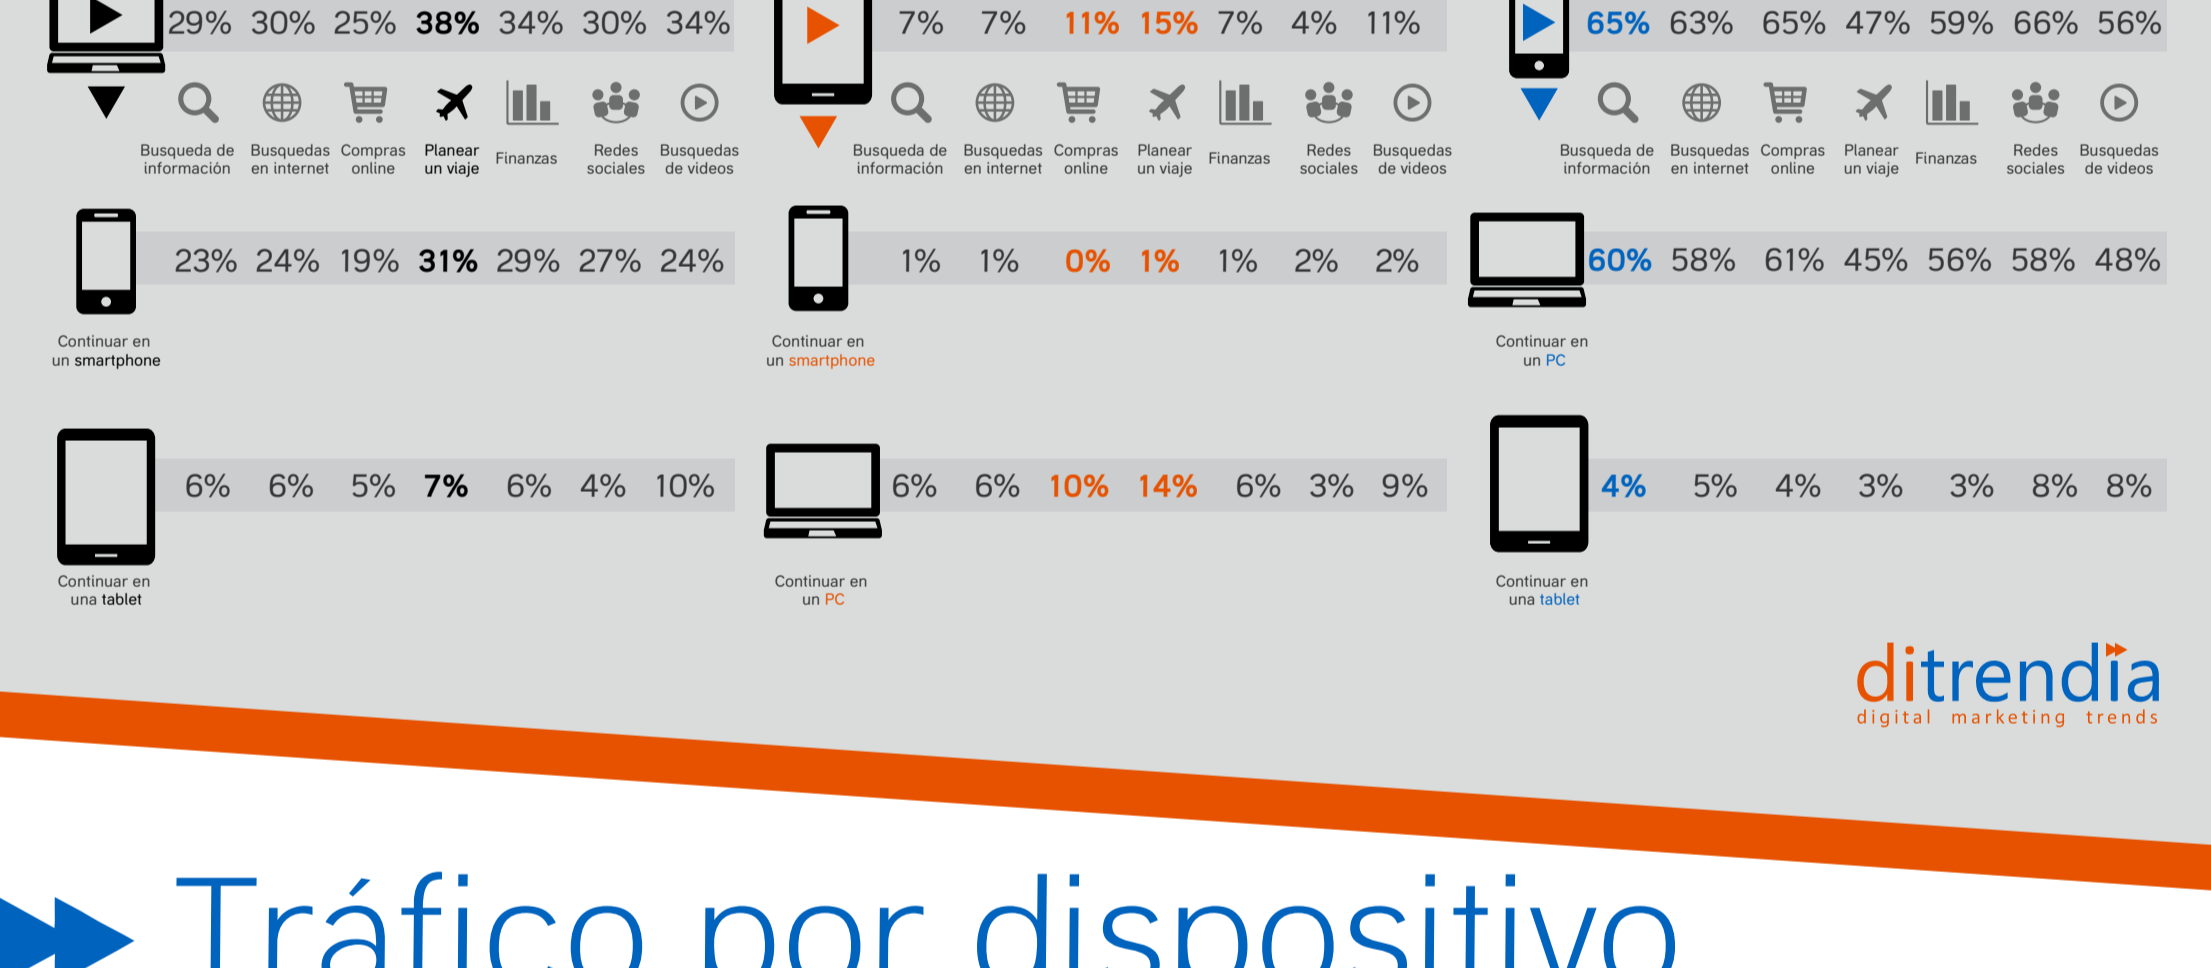 29% 30% 25% 38% 34% 30% 34%
7% 7% 11% 15% 7% 4% 11%
65% 63% 65% 47% 59% 66% 56%
Busqueda de información
Busquedas en internet
Compras online
Planear un viaje
Finanzas
Redes sociales
Busquedas de videos
Busqueda de información
Busquedas en internet
Compras online
Planear un viaje
Finanzas
Redes sociales
Busquedas de videos
Busqueda de información
Busquedas en internet
Compras online
Planear un viaje
Finanzas
Redes sociales
Busquedas de videos
23% 24% 19% 31% 29% 27% 24%
1% 1% 0% 1% 1% 2% 2%
60% 58% 61% 45% 56% 58% 48%
Continuar en
un smartphone
Continuar en
un smartphone
Continuar en
un PC
6% 6% 5% 7% 6% 4% 10%
6% 6% 10% 14% 6% 3% 9%
4% 5% 4% 3% 3% 8% 8%
Continuar en
una tablet
Continuar en
un PC
Continuar en
una tablet
ditrendia
digital marketing trends
Tráfico por dispositivo